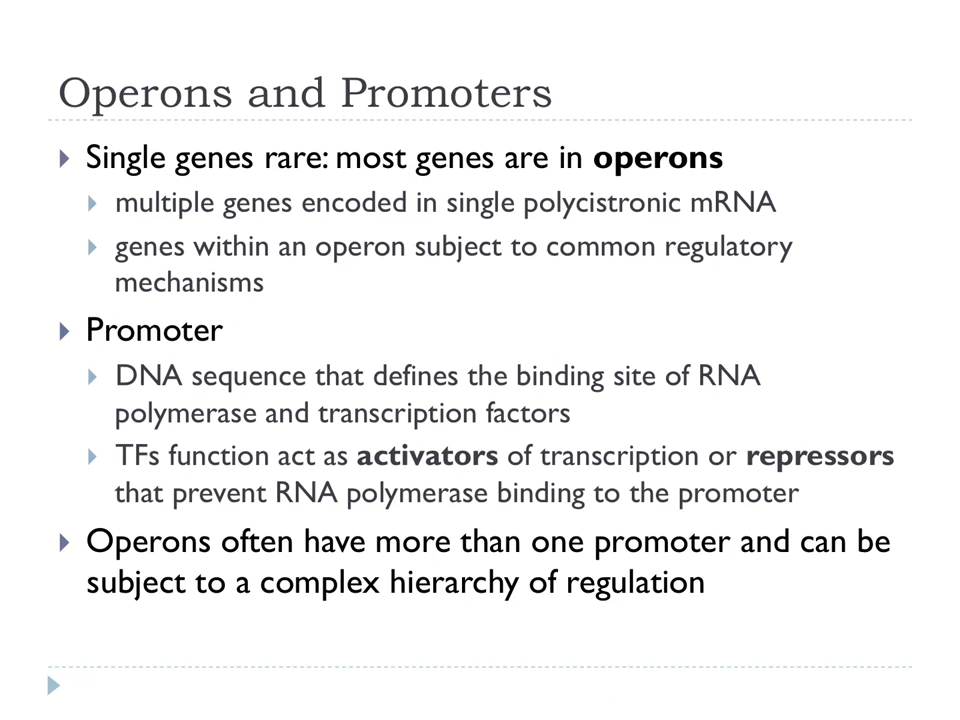 Operons and Promoters
Single genes rare: most genes are in operons
multiple genes encoded in single polycistronic mRNA
genes within an operon subject to common regulatory
mechanisms
Promoter
DNA sequence that defines the binding site of RNA
polymerase and transcription factors
TFs function act as activators of transcription or repressors
that prevent RNA polymerase binding to the promoter
Operons often have more than one promoter and can be
subject to a complex hierarchy of regulation